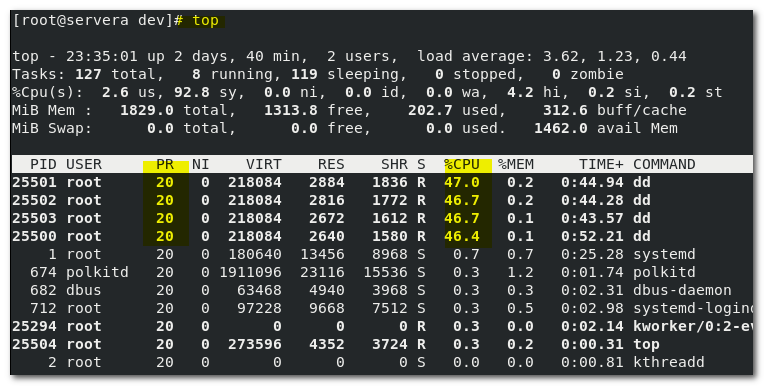 [root@servera dev]# top
top - 23:35:01 up 2 days, 40 min,  2 users,  load average: 3.62, 1.23, 0.44
Tasks: 127 total,   8 running, 119 sleeping,   0 stopped,   0 zombie
%Cpu(s):  2.6 us, 92.8 sy,  0.0 ni,  0.0 id,  0.0 wa,  4.2 hi,  0.2 si,  0.2 st
MiB Mem :   1829.0 total,   1313.8 free,    202.7 used,    312.6 buff/cache
MiB Swap:      0.0 total,      0.0 free,      0.0 used.   1462.0 avail Mem
  PID USER      PR  NI    VIRT    RES    SHR S  %CPU  %MEM     TIME+ COMMAND
25501 root      20   0  218084   2884   1836 R  47.0   0.2   0:44.94 dd
25502 root      20   0  218084   2816   1772 R  46.7   0.2   0:44.28 dd
25503 root      20   0  218084   2672   1612 R  46.7   0.1   0:43.57 dd
25500 root      20   0  218084   2640   1580 R  46.4   0.1   0:52.21 dd
    1 root      20   0  180640  13456   8968 S   0.7   0.7   0:25.28 systemd
  674 polkitd   20   0 1911096  23116  15536 S   0.3   1.2   0:01.74 polkitd
  682 dbus      20   0   63468   4940   3968 S   0.3   0.3   0:02.31 dbus-daemon
  712 root      20   0   97228   9668   7512 S   0.3   0.5   0:02.98 systemd-logind
25294 root      20   0       0      0      0 R   0.3   0.0   0:02.14 kworker/0:2-ev
25504 root      20   0  273596   4352   3724 R   0.3   0.2   0:00.31 top
    2 root      20   0       0      0      0 S   0.0   0.0   0:00.81 kthreadd